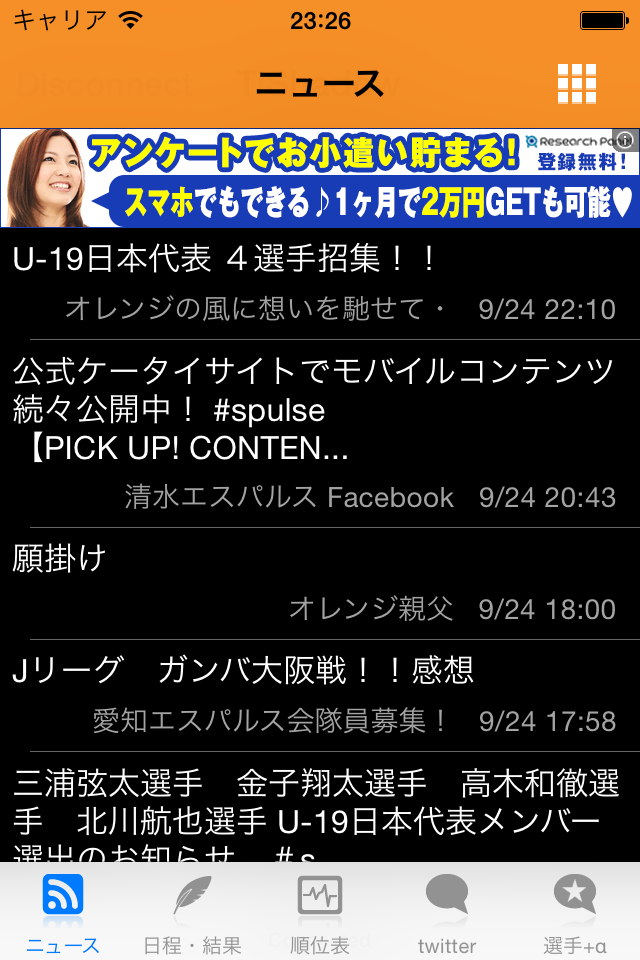 キャリア 23:26
ニュース
アンケートでお小遣い貯まる!
Research Panel
登録無料!
スマホでもできる♪1ヶ月で2万円GETも可能♥
U-19日本代表 ４選手招集！！
オレンジの風に想いを馳せて・ 9/24 22:10
公式ケータイサイトでモバイルコンテンツ
続々公開中！ #spulse
【PICK UP! CONTEN...
清水エスパルス Facebook 9/24 20:43
願掛け
オレンジ親父 9/24 18:00
Jリーグ　ガンバ大阪戦！！感想
愛知エスパルス会隊員募集！ 9/24 17:58
三浦弦太選手　金子翔太選手　高木和徹選
手　北川航也選手 U-19日本代表メンバー
選出のお知らせ　＃s
ニュース
日程・結果
順位表
twitter
選手+α